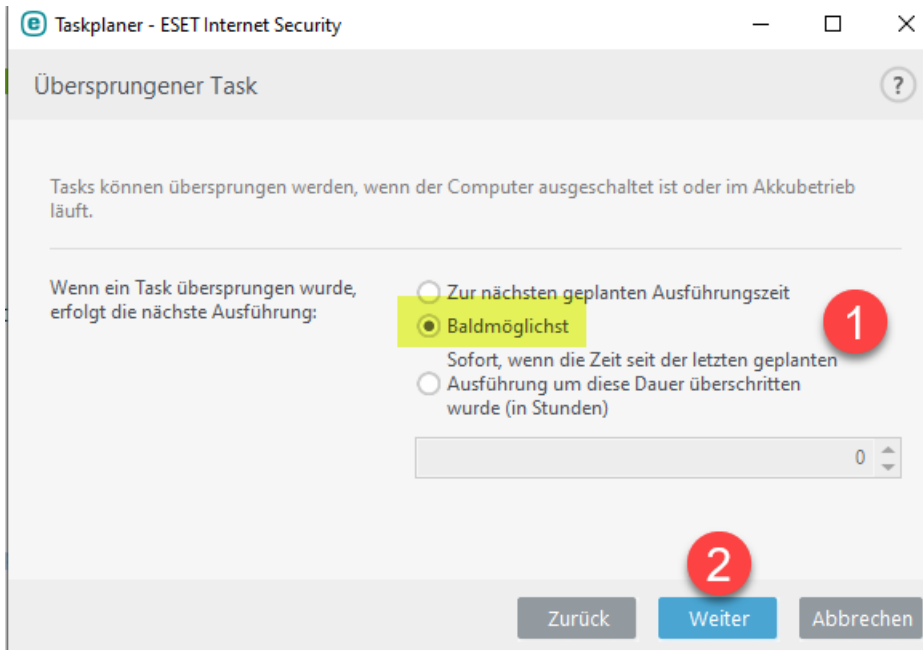 Taskplaner - ESET Internet Security
Übersprungener Task
?
Tasks können übersprungen werden, wenn der Computer ausgeschaltet ist oder im Akkubetrieb
läuft.
Wenn ein Task übersprungen wurde,
erfolgt die nächste Ausführung:
Zur nächsten geplanten Ausführungszeit
Baldmöglichst
1
Sofort, wenn die Zeit seit der letzten geplanten
Ausführung um diese Dauer überschritten
wurde (in Stunden)
0
2
Zurück
Weiter
Abbrechen